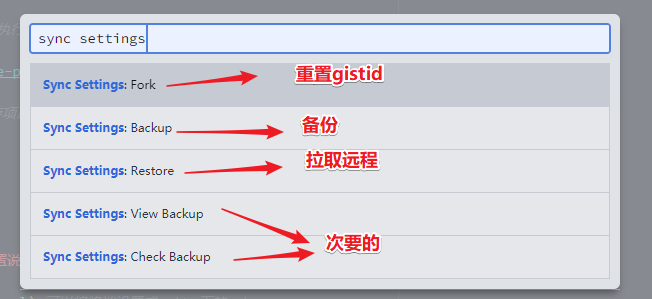 sync settings
Sync Settings: Fork
重置gistid
Sync Settings: Backup
备份
Sync Settings: Restore
拉取远程
Sync Settings: View Backup
次要的
Sync Settings: Check Backup